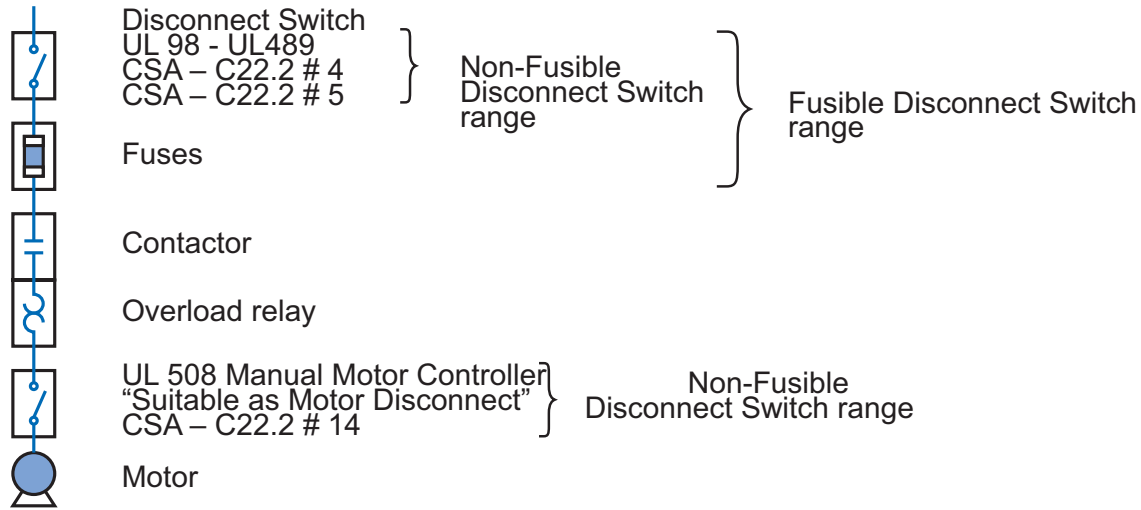 Disconnect Switch
UL 98 - UL489
CSA – C22.2 # 4
CSA – C22.2 # 5
Non-Fusible
Disconnect Switch
range
Fusible Disconnect Switch
range
Fuses
Contactor
Overload relay
UL 508 Manual Motor Controller
“Suitable as Motor Disconnect”
CSA – C22.2 # 14
Non-Fusible
Disconnect Switch range
Motor